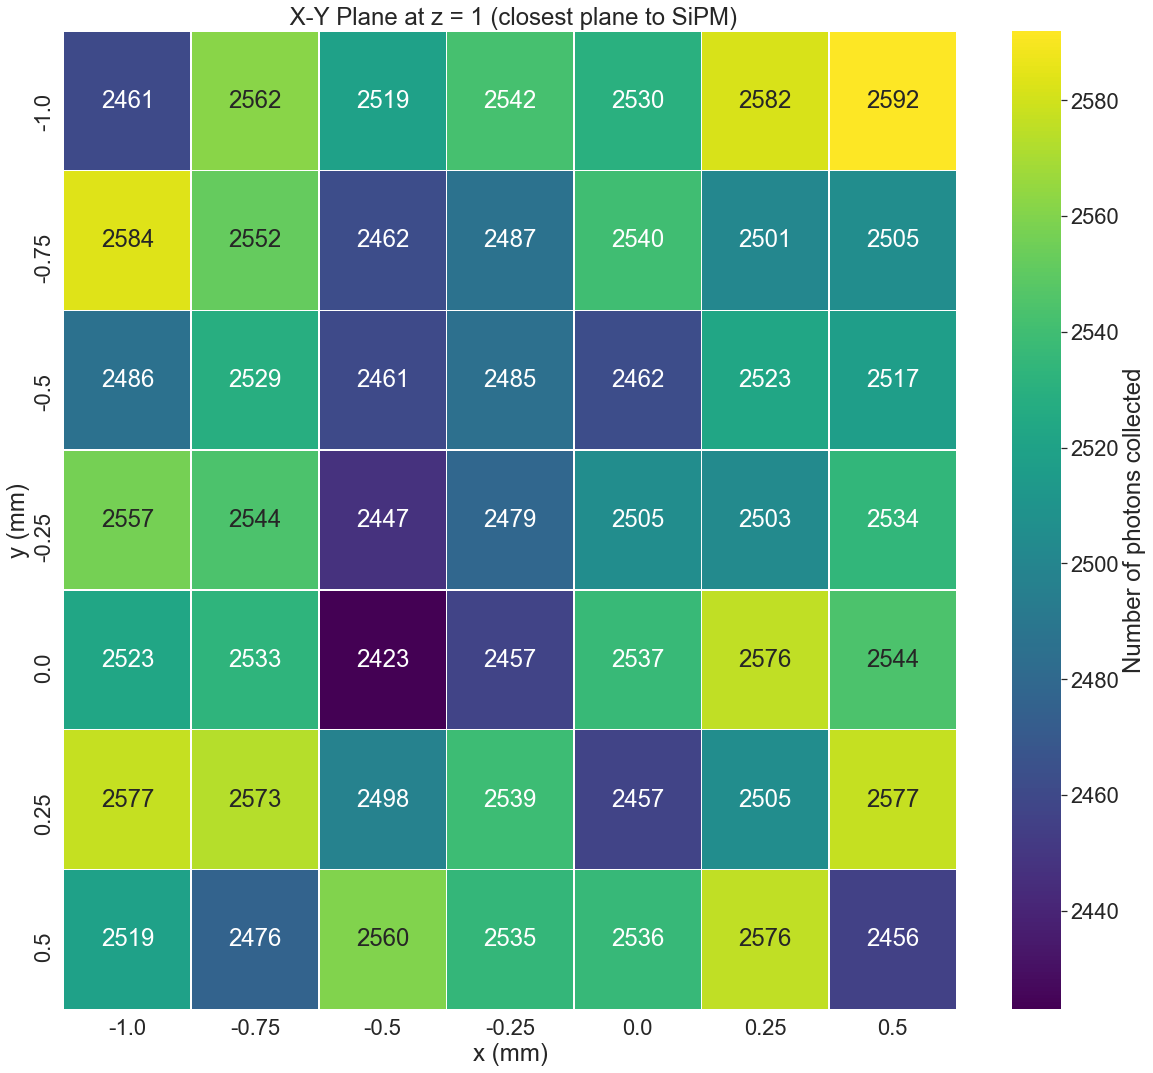 X-Y Plane at z = 1 (closest plane to SiPM)
-1.0 2461 2562 2519 2542 2530 2582 2592
-0.75 2584 2552 2462 2487 2540 2501 2505
-0.5 2486 2529 2461 2485 2462 2523 2517
-0.25 2557 2544 2447 2479 2505 2503 2534
0.0 2523 2533 2423 2457 2537 2576 2544
0.25 2577 2573 2498 2539 2457 2505 2577
0.5 2519 2476 2560 2535 2536 2576 2456
-1.0 -0.75 -0.5 -0.25 0.0 0.25 0.5
x (mm)
y (mm)
2580
2560
2540
2520
2500
2480
2460
2440
Number of photons collected